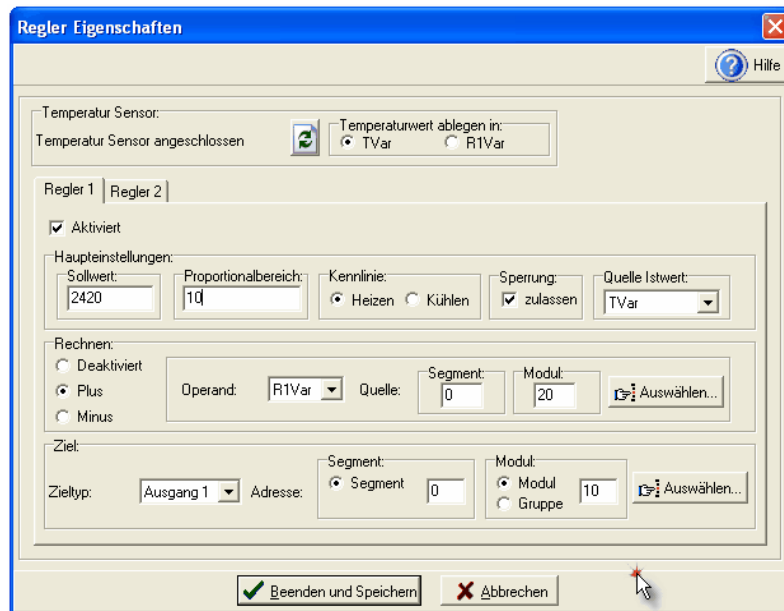 Regler Eigenschaften
Hilfe
Temperatur Sensor:
Temperatur Sensor angeschlossen
Temperaturwert ablegen in:
TVar R1Var
Regler 1 Regler 2
Aktiviert
Haupteinstellungen:
Sollwert: Proportionalbereich: Kennlinie: Sperrung: Quelle Istwert:
2420 10 Heizen Kühlen zulassen TVar
Rechnen:
Deaktiviert
Plus
Minus
Operand: R1Var Quelle:
Segment: Modul:
0 20 Auswählen...
Ziel:
Zieltyp: Ausgang 1 Adresse:
Segment:
Segment 0
Modul:
Modul
Gruppe
10
Auswählen...
Beenden und Speichern Abbrechen